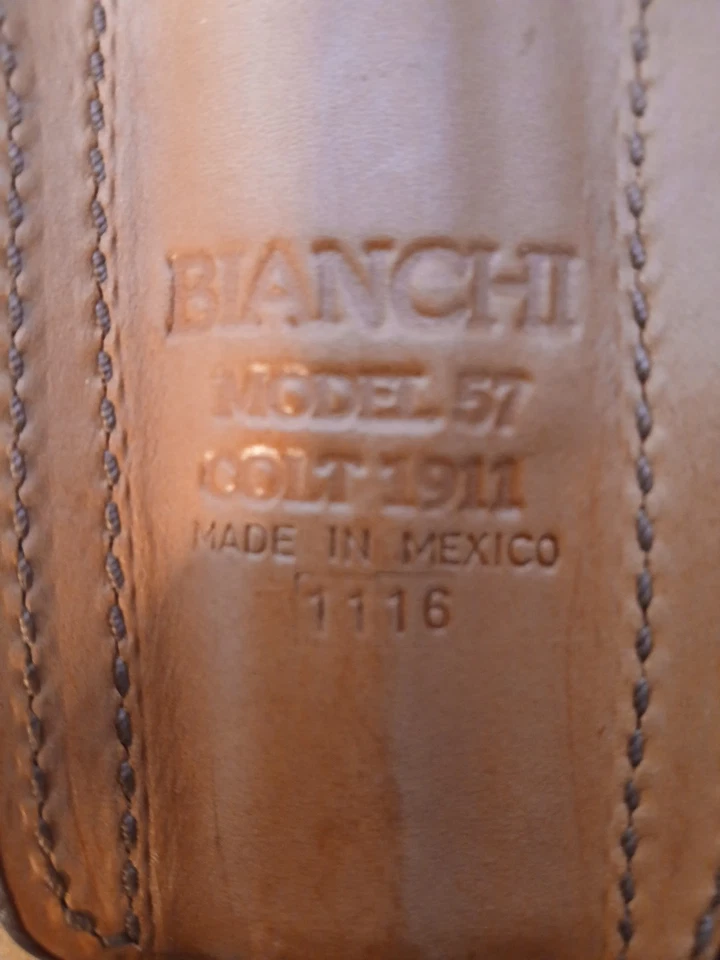 BIANCHI
MODEL 57
COLT 1911
MADE IN MEXICO
1116